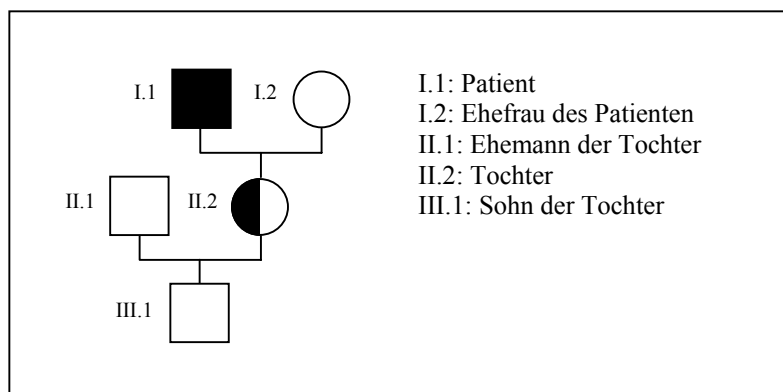 I.1 I.2
II.1 II.2
III.1
I.1: Patient
I.2: Ehefrau des Patienten
II.1: Ehemann der Tochter
II.2: Tochter
III.1: Sohn der Tochter